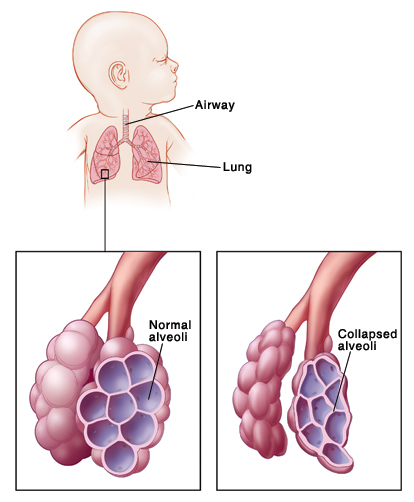 Airway
Lung
Normal
alveoli
Collapsed
alveoli